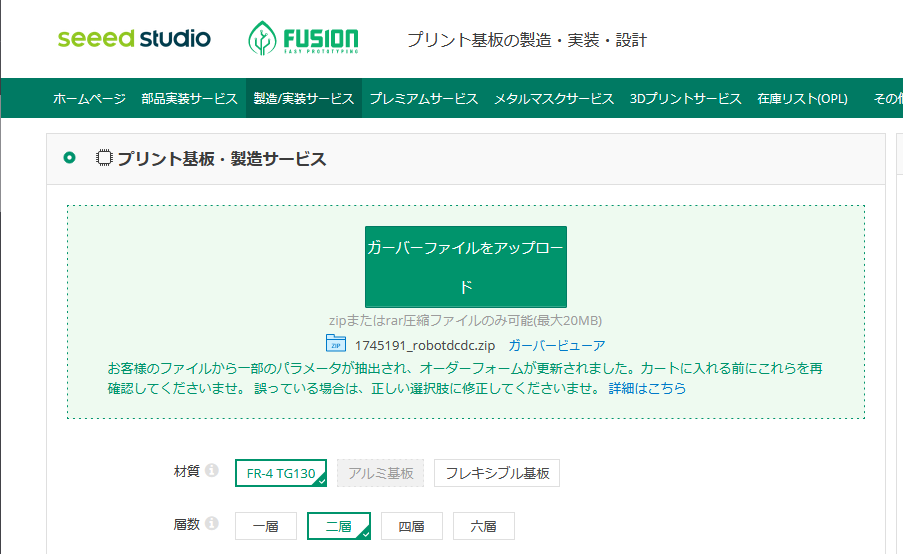 seeed studio FUSION プリント基板の製造・実装・設計
EASY PROTOTYPING
ホームページ 部品実装サービス 製造/実装サービス プレミアムサービス メタルマスクサービス 3Dプリントサービス 在庫リスト(OPL) その他
プリント基板・製造サービス
ガーバーファイルをアップロー
ド
zipまたはrar圧縮ファイルのみ可能(最大20MB)
ZIP 1745191_robotdcdc.zip ガーバービューア
お客様のファイルから一部のパラメータが抽出され、オーダーフォームが更新されました。カートに入れる前にこれらを再
確認してくださいませ。 誤っている場合は、正しい選択肢に修正してくださいませ。 詳細はこちら
材質 FR-4 TG130 アルミ基板 フレキシブル基板
層数 一層 二層 四層 六層